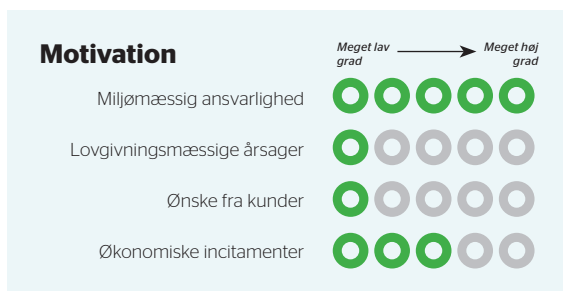 Motivation
Meget lav
grad
Meget høj
grad
Miljømæssig ansvarlighed
Lovgivningsmæssige årsager
Ønske fra kunder
Økonomiske incitamenter